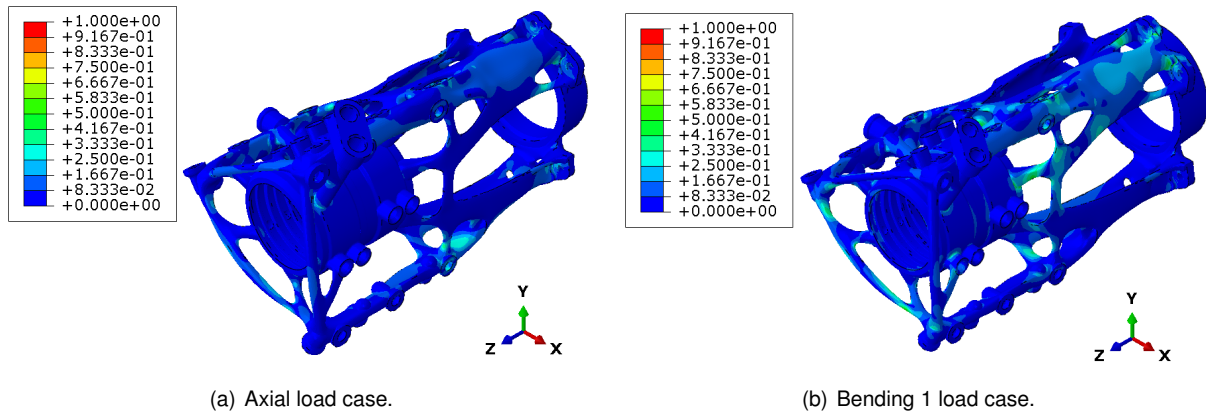 +1.000e+00
+9.167e-01
+8.333e-01
+7.500e-01
+6.667e-01
+5.833e-01
+5.000e-01
+4.167e-01
+3.333e-01
+2.500e-01
+1.667e-01
+8.333e-02
+0.000e+00
Y
Z
X
(a) Axial load case.
+1.000e+00
+9.167e-01
+8.333e-01
+7.500e-01
+6.667e-01
+5.833e-01
+5.000e-01
+4.167e-01
+3.333e-01
+2.500e-01
+1.667e-01
+8.333e-02
+0.000e+00
Y
Z
X
(b) Bending 1 load case.